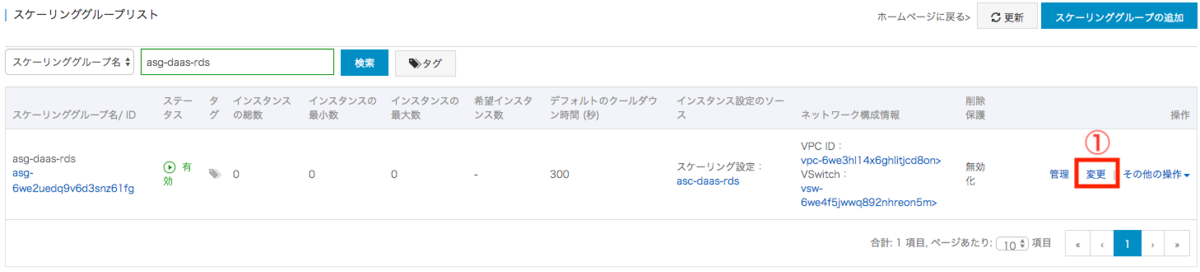 スケーリンググループリスト
ホームページに戻る>
更新
スケーリンググループの追加
スケーリンググループ名
asg-daas-rds
検索
タグ
スケーリンググループ名/ ID
ステー
タス
タ
グ
インスタンス
の総数
インスタンスの
最小数
インスタンスの
最大数
希望インスタ
ンス数
デフォルトのクールダウ
ン時間 (秒)
インスタンス設定のソー
ス
ネットワーク構成情報
削除
保護
操作
①
asg-daas-rds
asg-
6we2uedq9v6d3snz61fg
有
効
0
0
0
-
300
スケーリング設定：
asc-daas-rds
VPC ID：
vpc-6we3hl14x6ghlitjcd8on>
VSwitch：
vsw-
6we4f5jwwq892nhreon5m>
無効
化
管理
変更
その他の操作
合計: 1 項目, ページあたり: 10 項目
« ‹ 1 › »